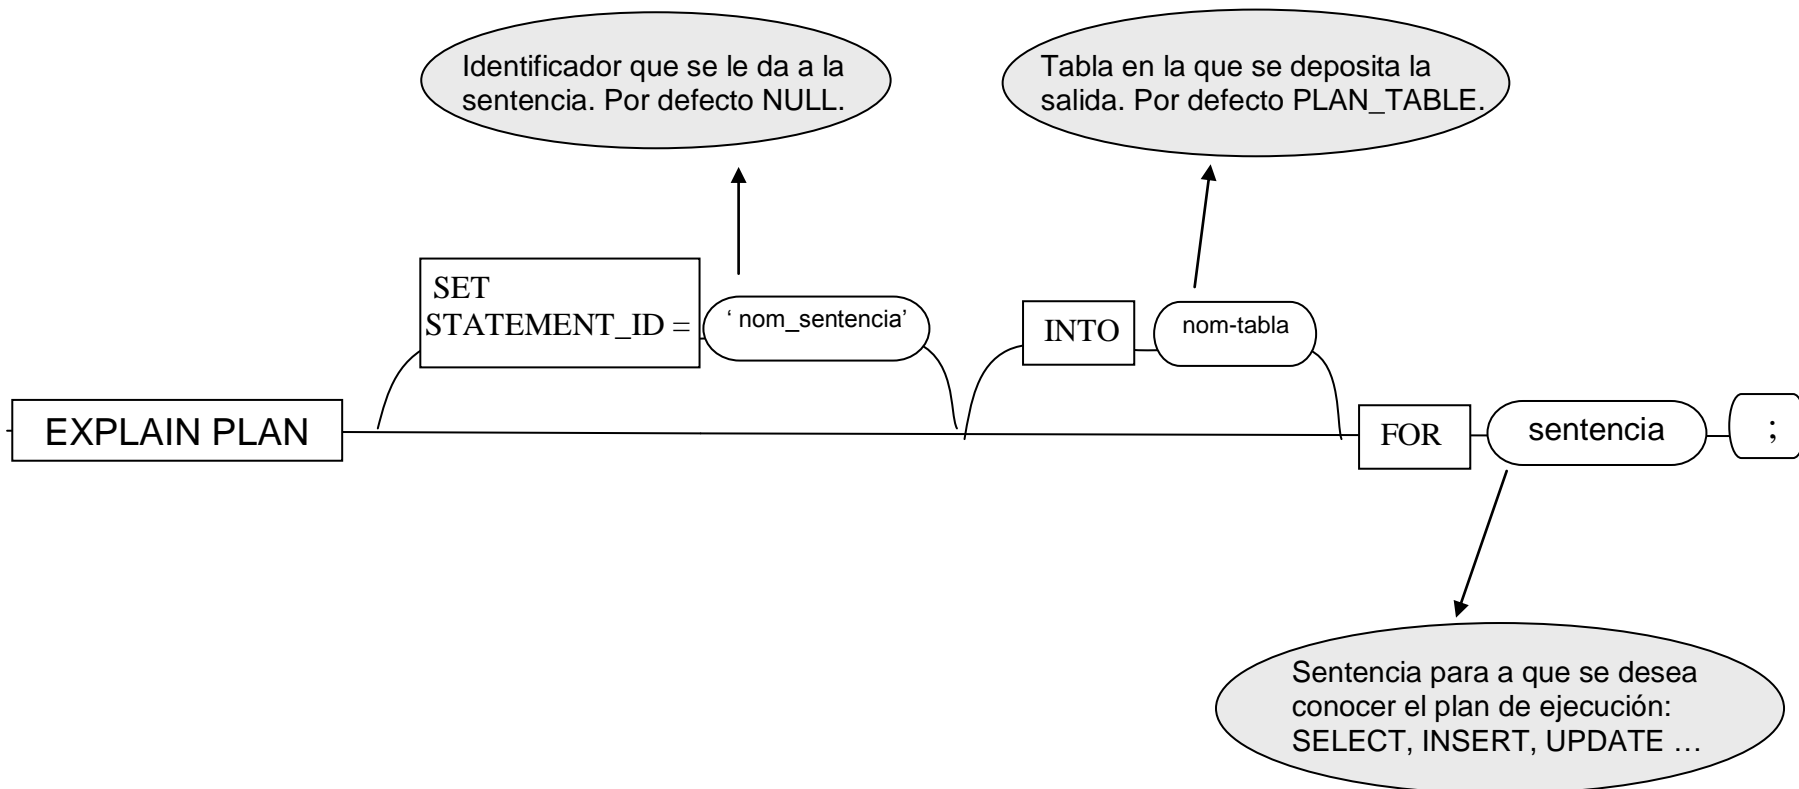 Identificador que se le da a la
sentencia. Por defecto NULL.
Tabla en la que se deposita la
salida. Por defecto PLAN_TABLE.
SET
STATEMENT_ID =
‘ nom_sentencia’
INTO
nom-tabla
EXPLAIN PLAN
FOR
sentencia
;
Sentencia para a que se desea
conocer el plan de ejecución:
SELECT, INSERT, UPDATE …